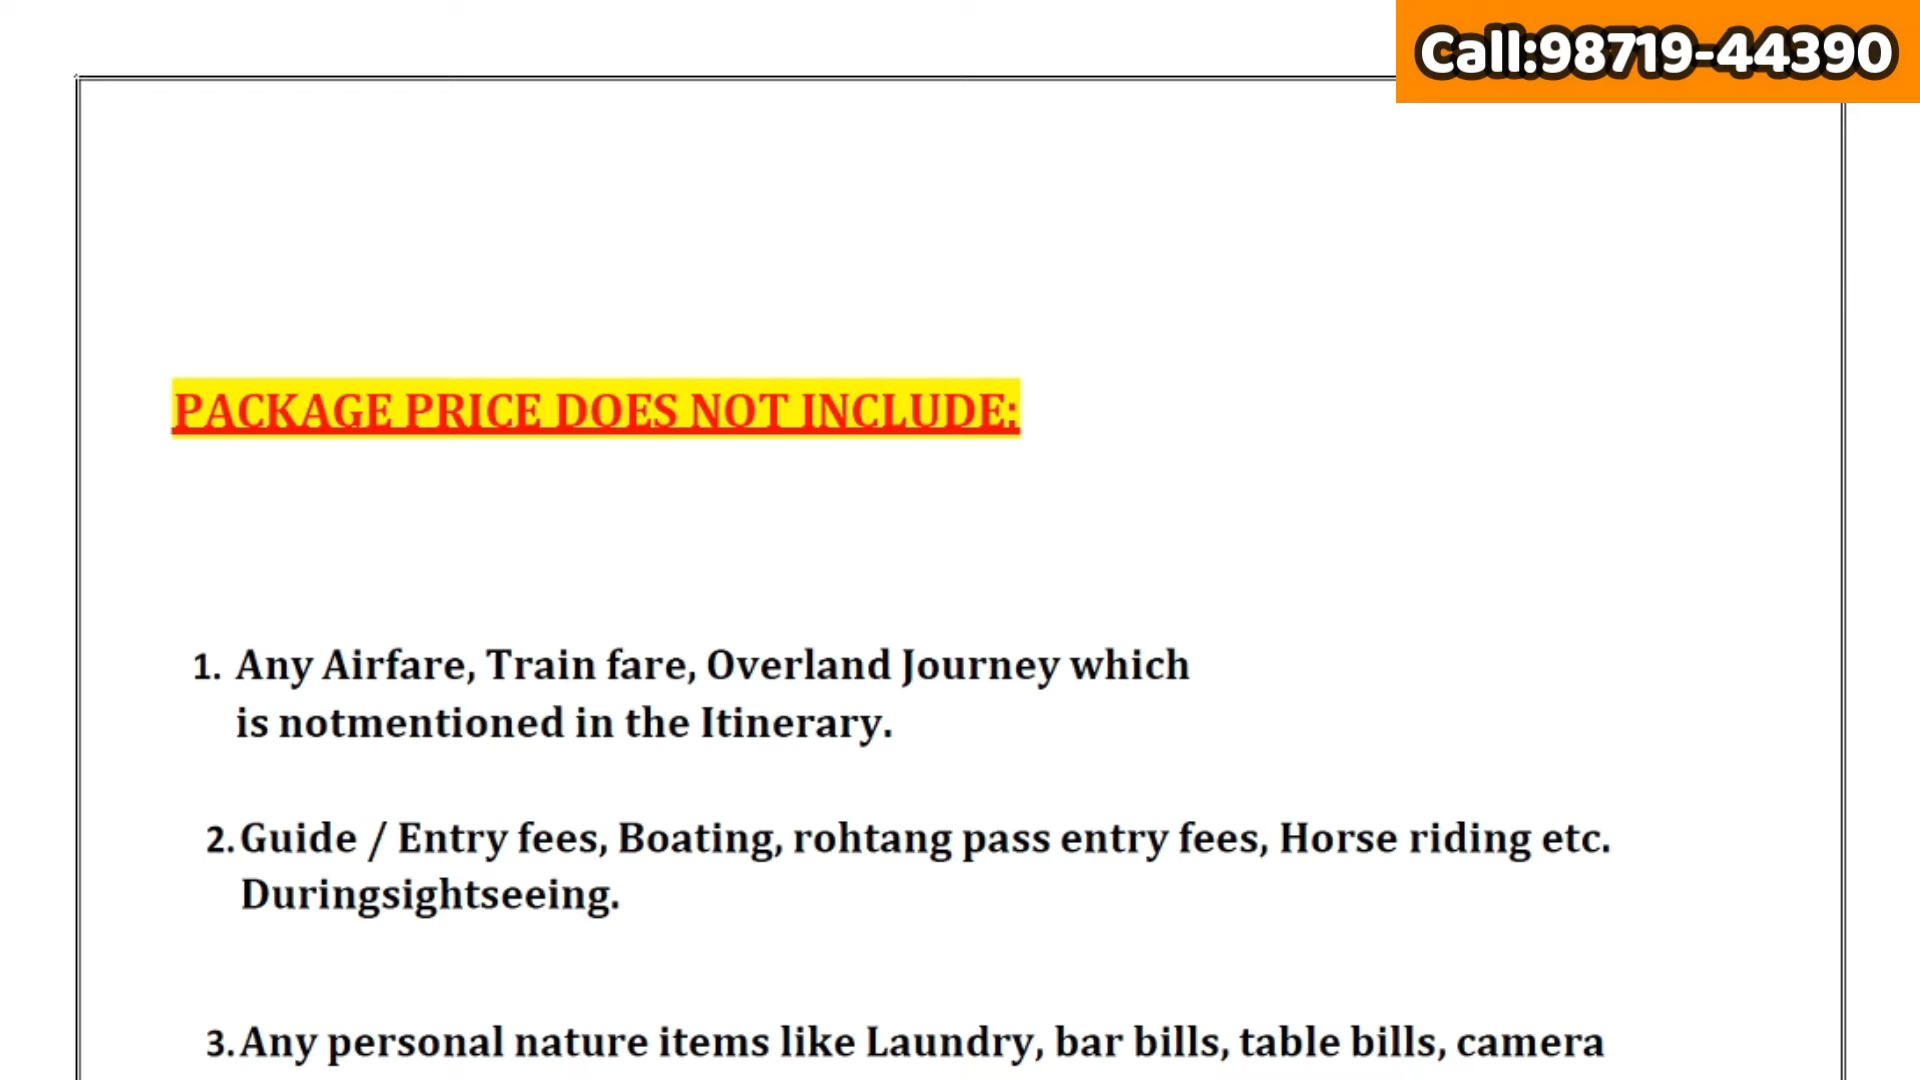 Call:98719-44390
PACKAGE PRICE DOES NOT INCLUDE:
1. Any Airfare, Train fare, Overland Journey which
is notmentioned in the Itinerary.
2. Guide / Entry fees, Boating, rohtang pass entry fees, Horse riding etc.
Duringsightseeing.
3. Any personal nature items like Laundry, bar bills, table bills, camera